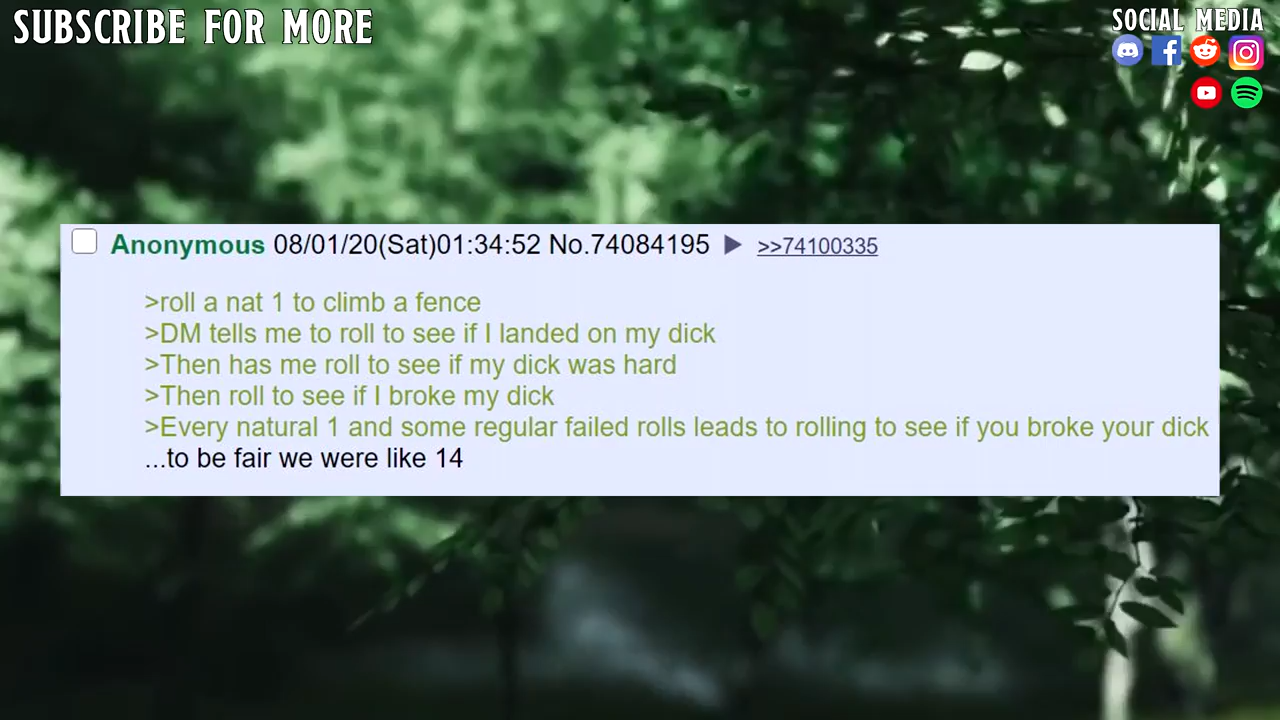 SUBSCRIBE FOR MORE
SOCIAL MEDIA
Anonymous 08/01/20(Sat)01:34:52 No.74084195 ▶ >>74100335
>roll a nat 1 to climb a fence
>DM tells me to roll to see if I landed on my dick
>Then has me roll to see if my dick was hard
>Then roll to see if I broke my dick
>Every natural 1 and some regular failed rolls leads to rolling to see if you broke your dick
...to be fair we were like 14